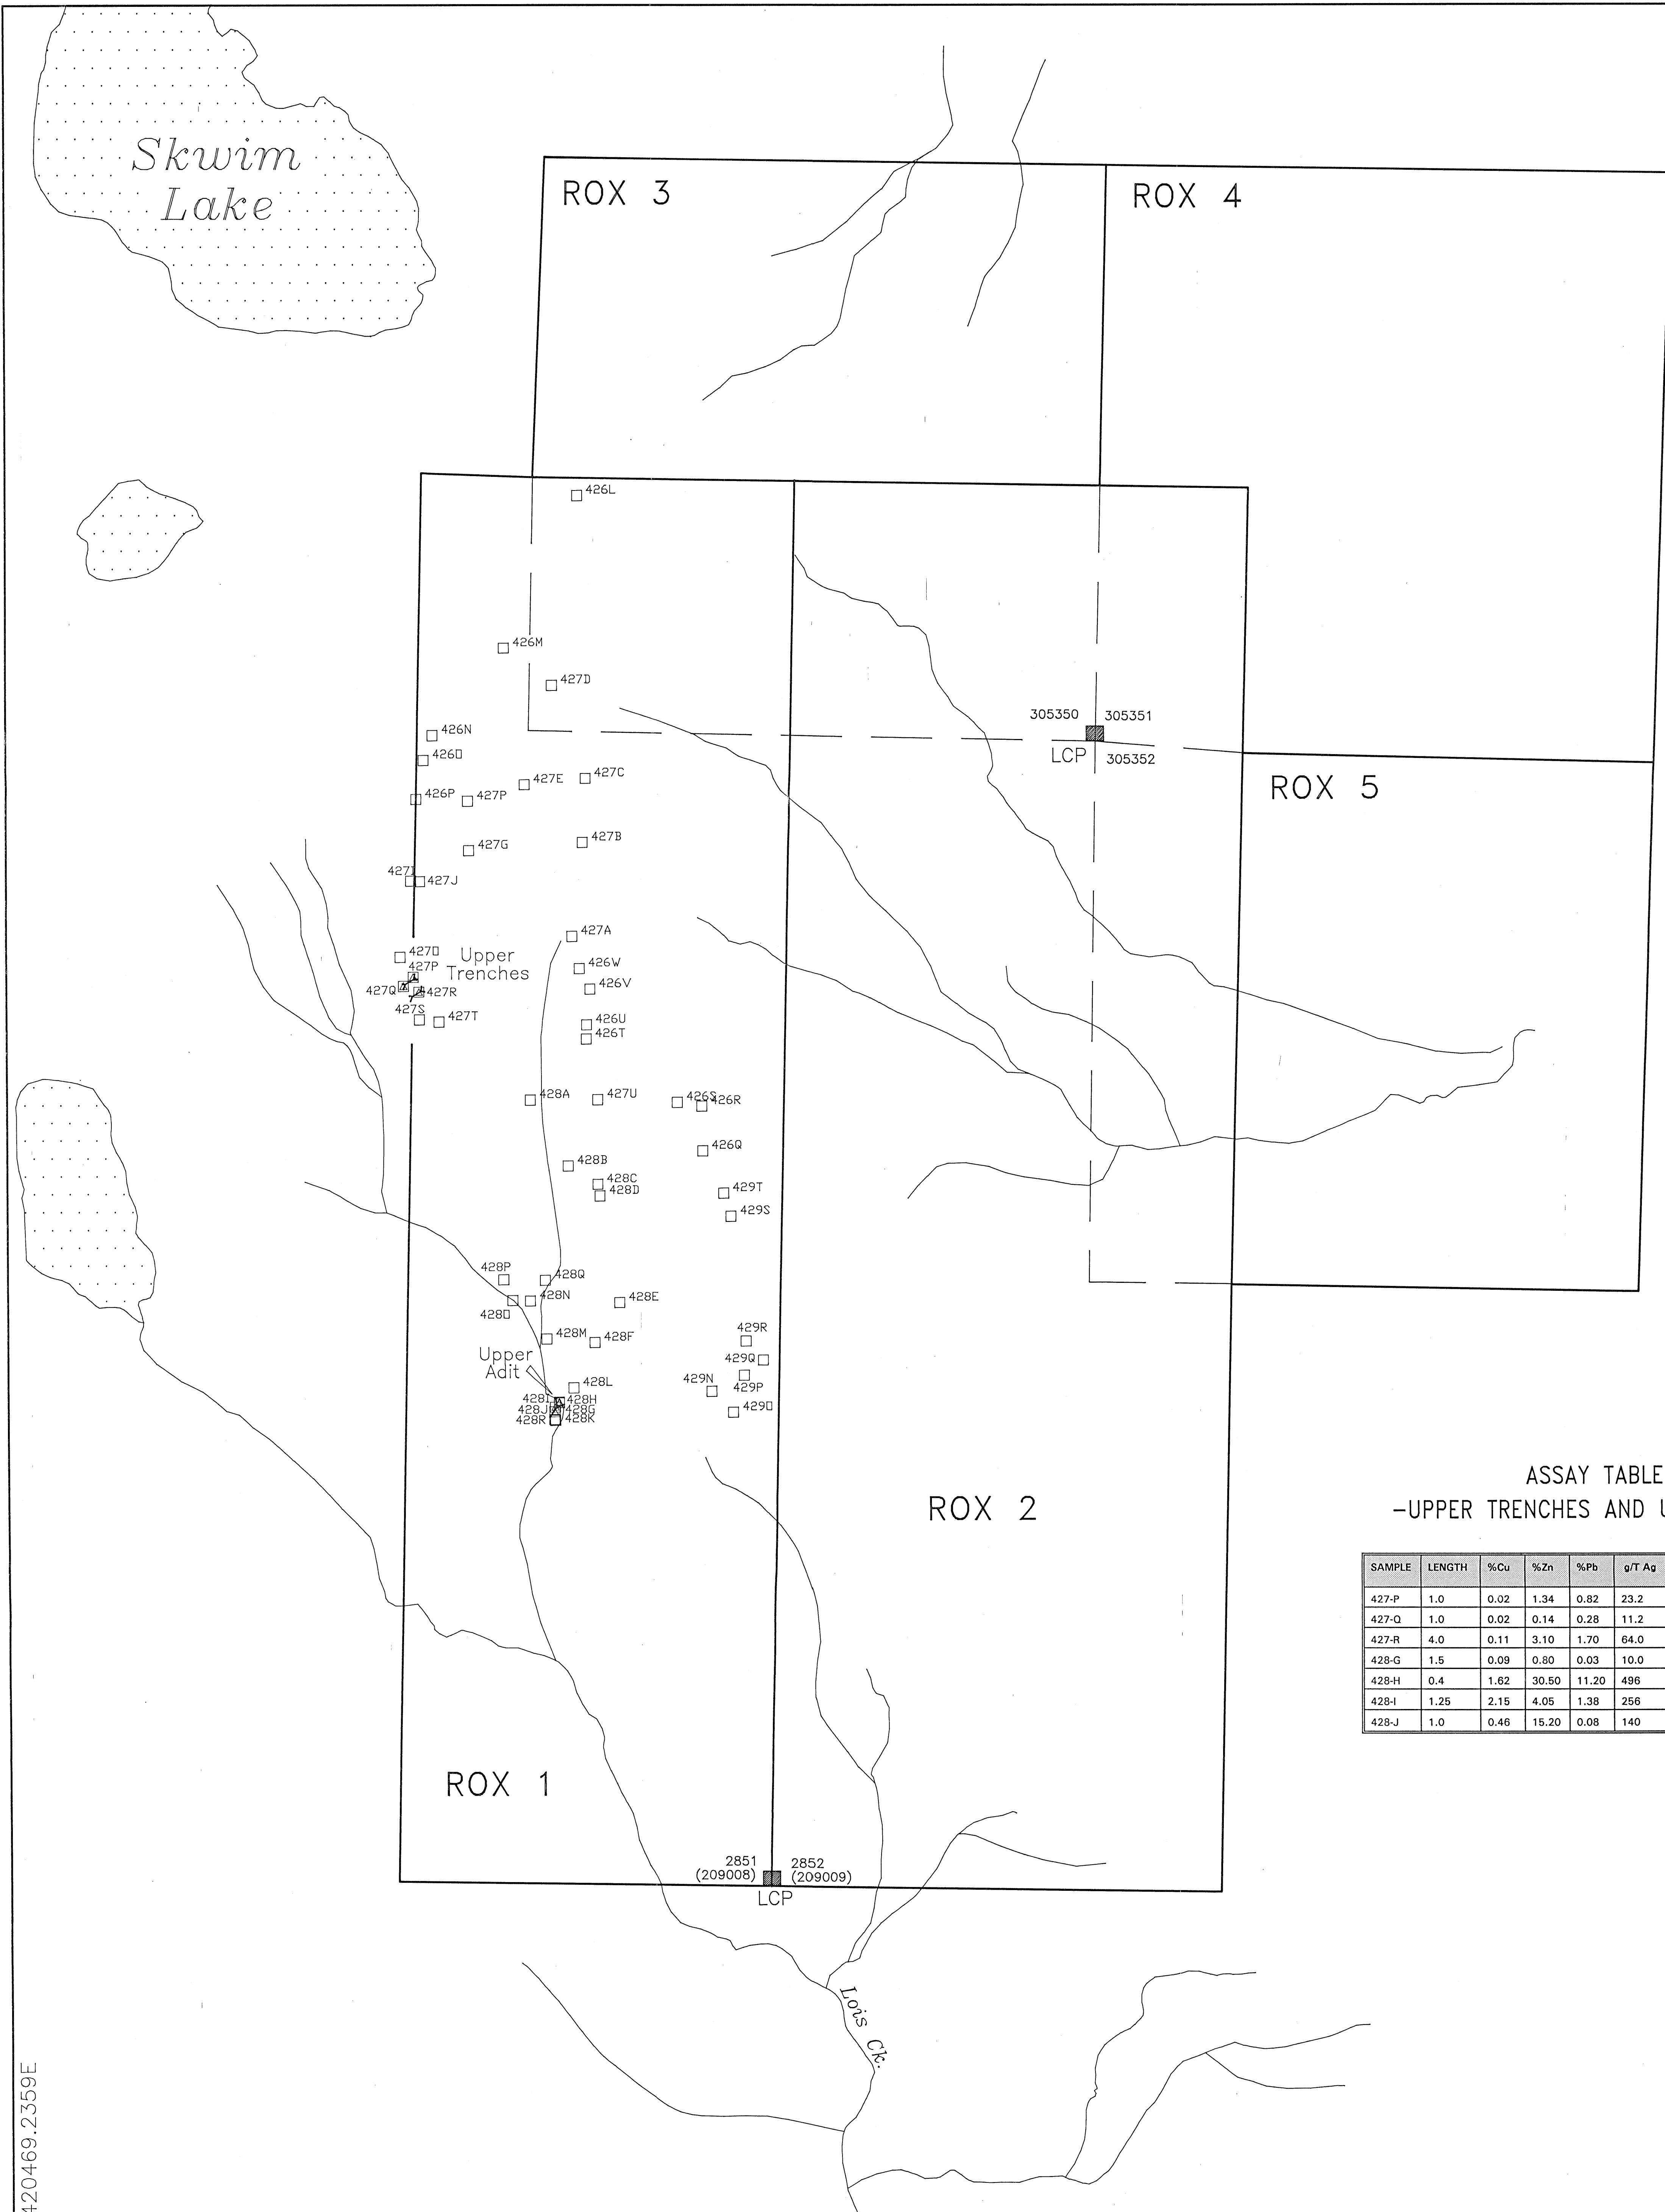 Skwim
Lake
ROX 3
ROX 4
426L
426M
427D
426N
426O
305350
305351
LCP
305352
427E
427C
ROX 5
426P
427P
427B
427G
427I
427J
427A
427O
Upper
Trenches
427P
426W
427Q
427R
426V
427S
427T
426U
426T
428A
427U
426S
426R
426Q
428B
428C
428D
429T
429S
428P
428Q
428N
428E
428O
428M
428F
429R
Upper
Adit
429Q
428L
429N
429P
428I
428H
428J
428G
429O
428R
428K
ROX 2
ASSAY TABLE
-UPPER TRENCHES AND U
SAMPLE LENGTH %Cu %Zn %Pb g/T Ag
427-P 1.0 0.02 1.34 0.82 23.2
427-Q 1.0 0.02 0.14 0.28 11.2
427-R 4.0 0.11 3.10 1.70 64.0
428-G 1.5 0.09 0.80 0.03 10.0
428-H 0.4 1.62 30.50 11.20 496
428-I 1.25 2.15 4.05 1.38 256
428-J 1.0 0.46 15.20 0.08 140
ROX 1
2851
(209008)
2852
(209009)
LCP
Lois Ck.
420469.2359E